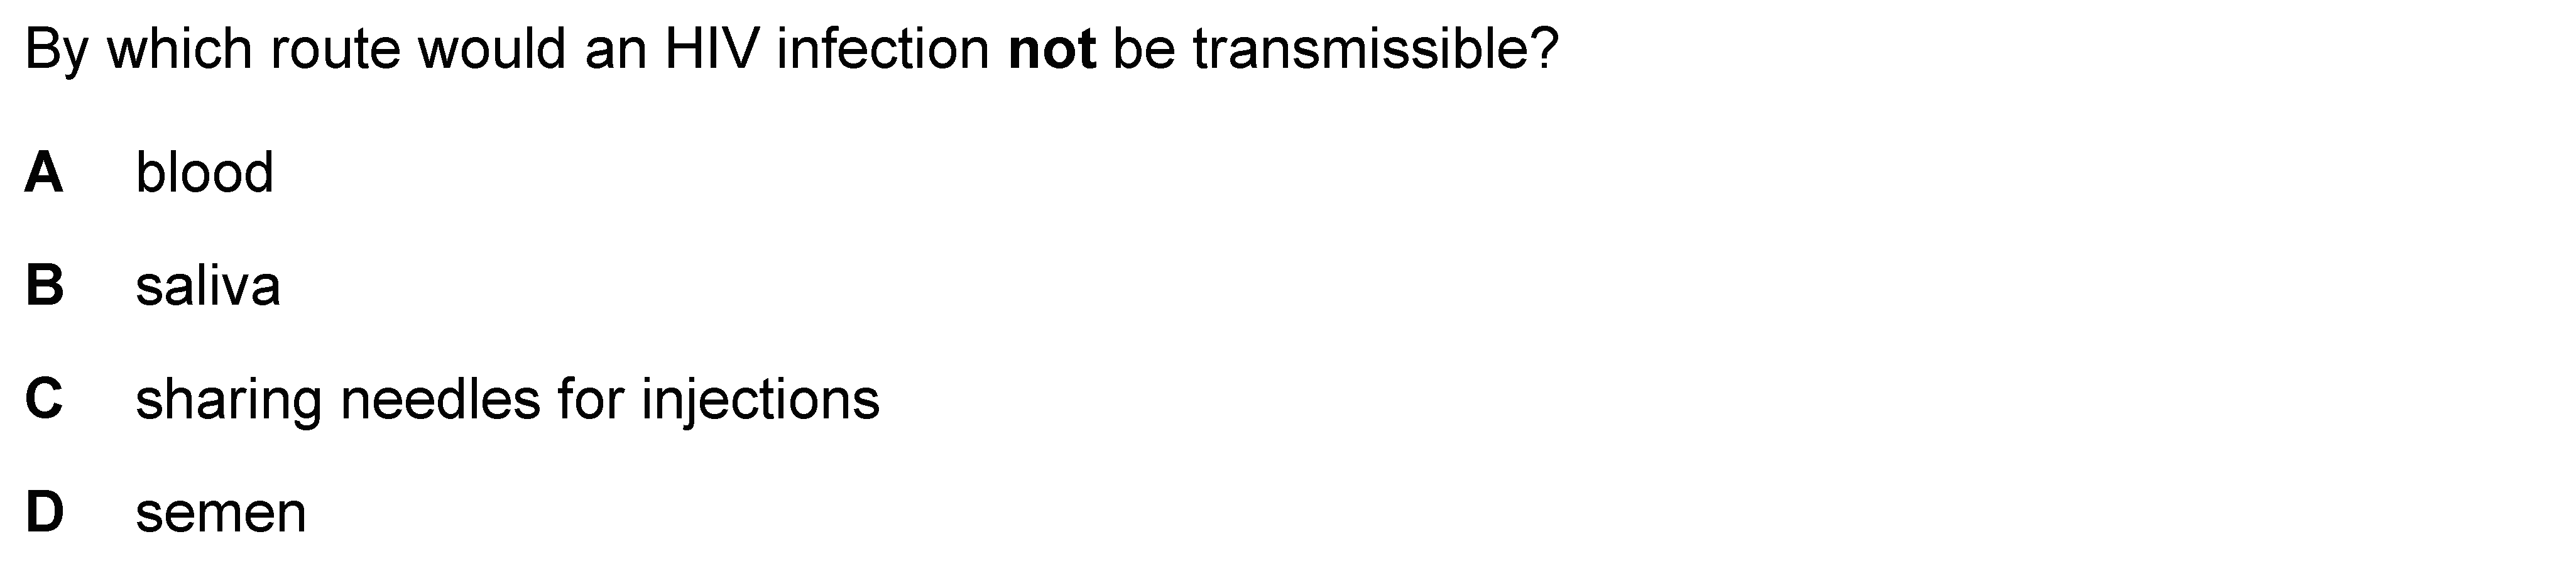 By which route would an HIV infection not be transmissible?
A blood
B saliva
C sharing needles for injections
D semen